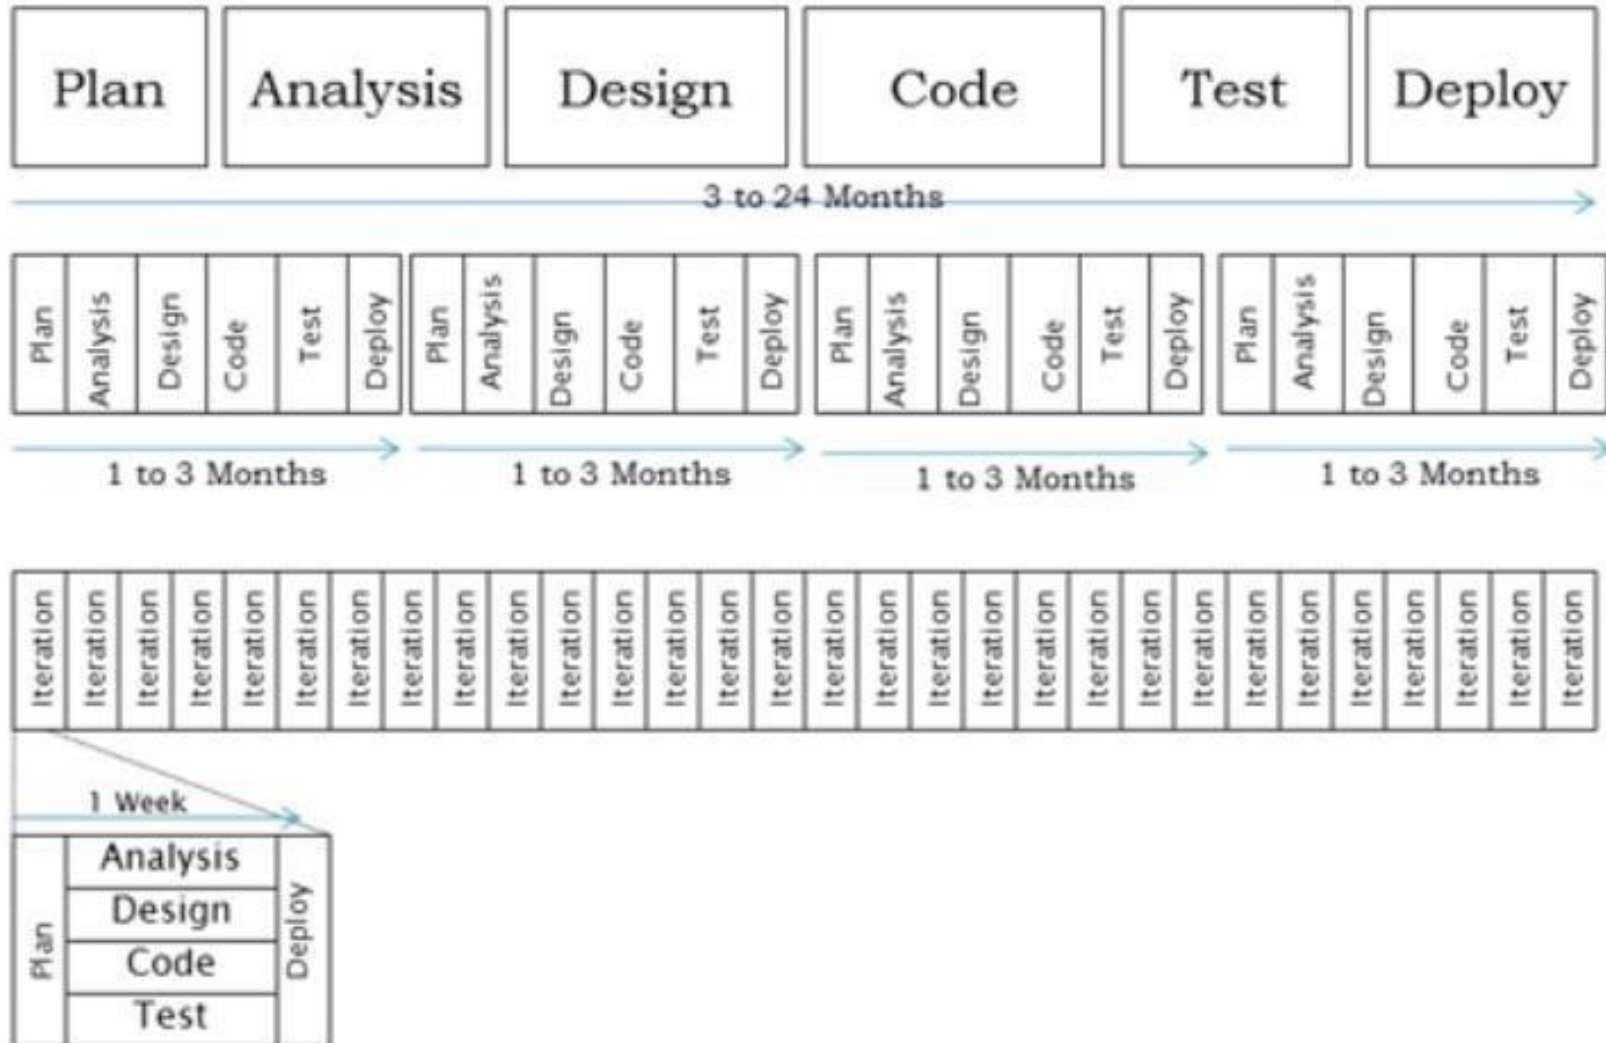 Plan Analysis Design Code Test Deploy
3 to 24 Months
Plan Analysis Design Code Test Deploy Plan Analysis Design Code Test Deploy Plan Analysis Design Code Test Deploy Plan Analysis Design Code Test Deploy
1 to 3 Months 1 to 3 Months 1 to 3 Months 1 to 3 Months
Iteration Iteration Iteration Iteration Iteration Iteration Iteration Iteration Iteration Iteration Iteration Iteration Iteration Iteration Iteration Iteration Iteration Iteration Iteration Iteration Iteration Iteration Iteration Iteration Iteration Iteration Iteration Iteration Iteration Iteration
1 Week
Plan
Analysis
Design
Code
Test
Deploy